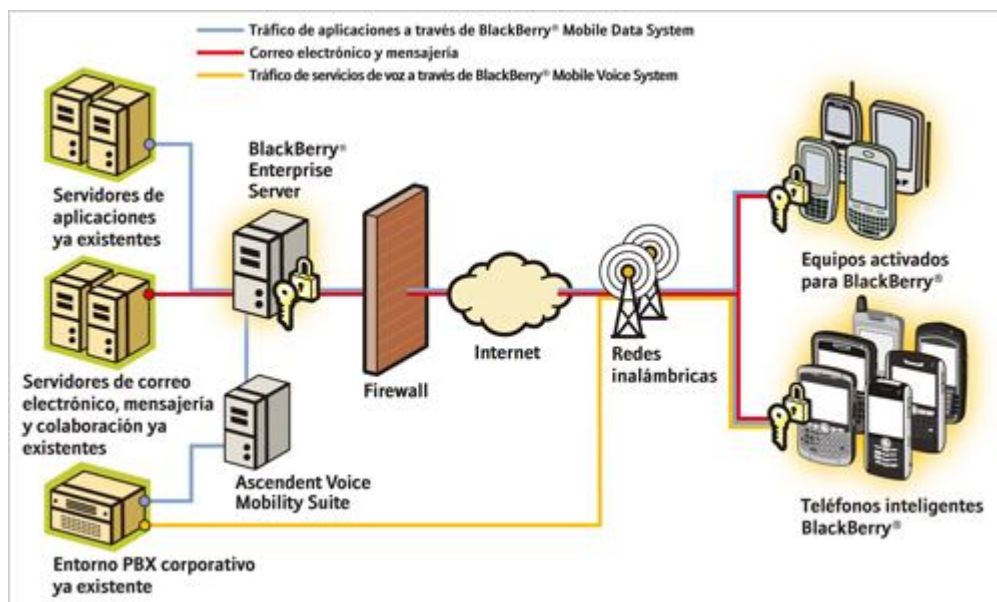 Tráfico de aplicaciones a través de BlackBerry® Mobile Data System
Correo electrónico y mensajería
Tráfico de servicios de voz a través de BlackBerry® Mobile Voice System
Servidores de
aplicaciones
ya existentes
BlackBerry®
Enterprise
Server
Servidores de correo
electrónico, mensajería
y colaboración ya
existentes
Ascendent Voice
Mobility Suite
Entorno PBX corporativo
ya existente
Firewall
Internet
Redes
inalámbricas
Equipos activados
para BlackBerry®
Teléfonos inteligentes
BlackBerry®